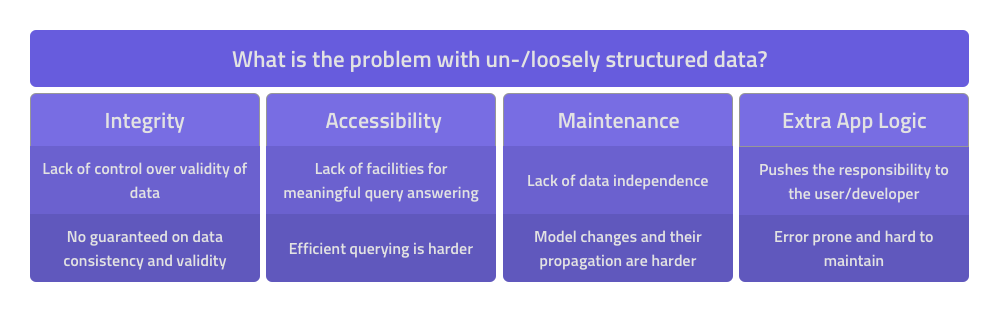 What is the problem with un-/loosely structured data?
Integrity
Lack of control over validity of
data
No guaranteed on data
consistency and validity
Accessibility
Lack of facilities for
meaningful query answering
Efficient querying is harder
Maintenance
Lack of data independence
Model changes and their
propagation are harder
Extra App Logic
Pushes the responsibility to
the user/developer
Error prone and hard to
maintain